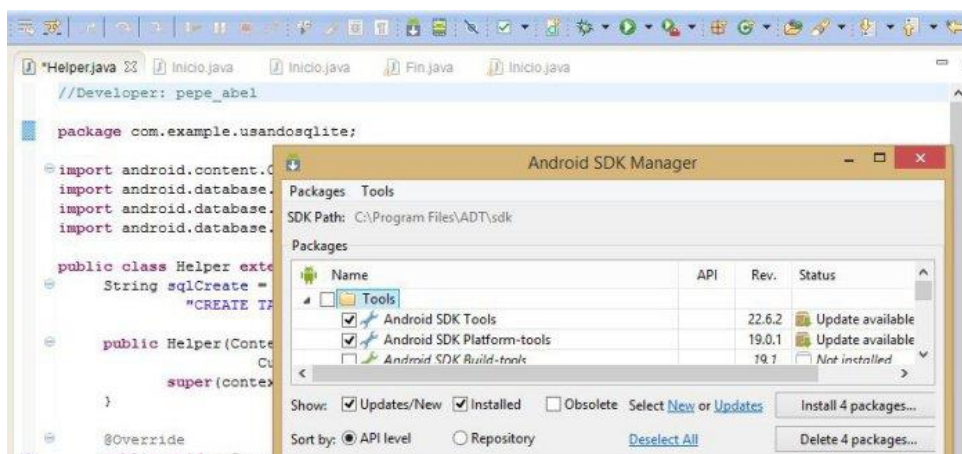 *Helper.java Inicio.java Inicio.java Fin.java Inicio.java
//Developer: pepe_abel
package com.example.usandosqlite;
import android.content.
import android.database.
import android.database.
import android.database.
public class Helper exte
String sqlCreate =
"CREATE TA
public Helper(Conte
Cu
super(contex
}
@Override
Android SDK Manager
Packages Tools
SDK Path: C:\Program Files\ADT\sdk
Packages
Name API Rev. Status
Tools
Android SDK Tools 22.6.2 Update available
Android SDK Platform-tools 19.0.1 Update available
Android SDK Build-tools 19.1 Not installed
Show: Updates/New Installed Obsolete Select New or Updates Install 4 packages...
Sort by: API level Repository Deselect All Delete 4 packages...